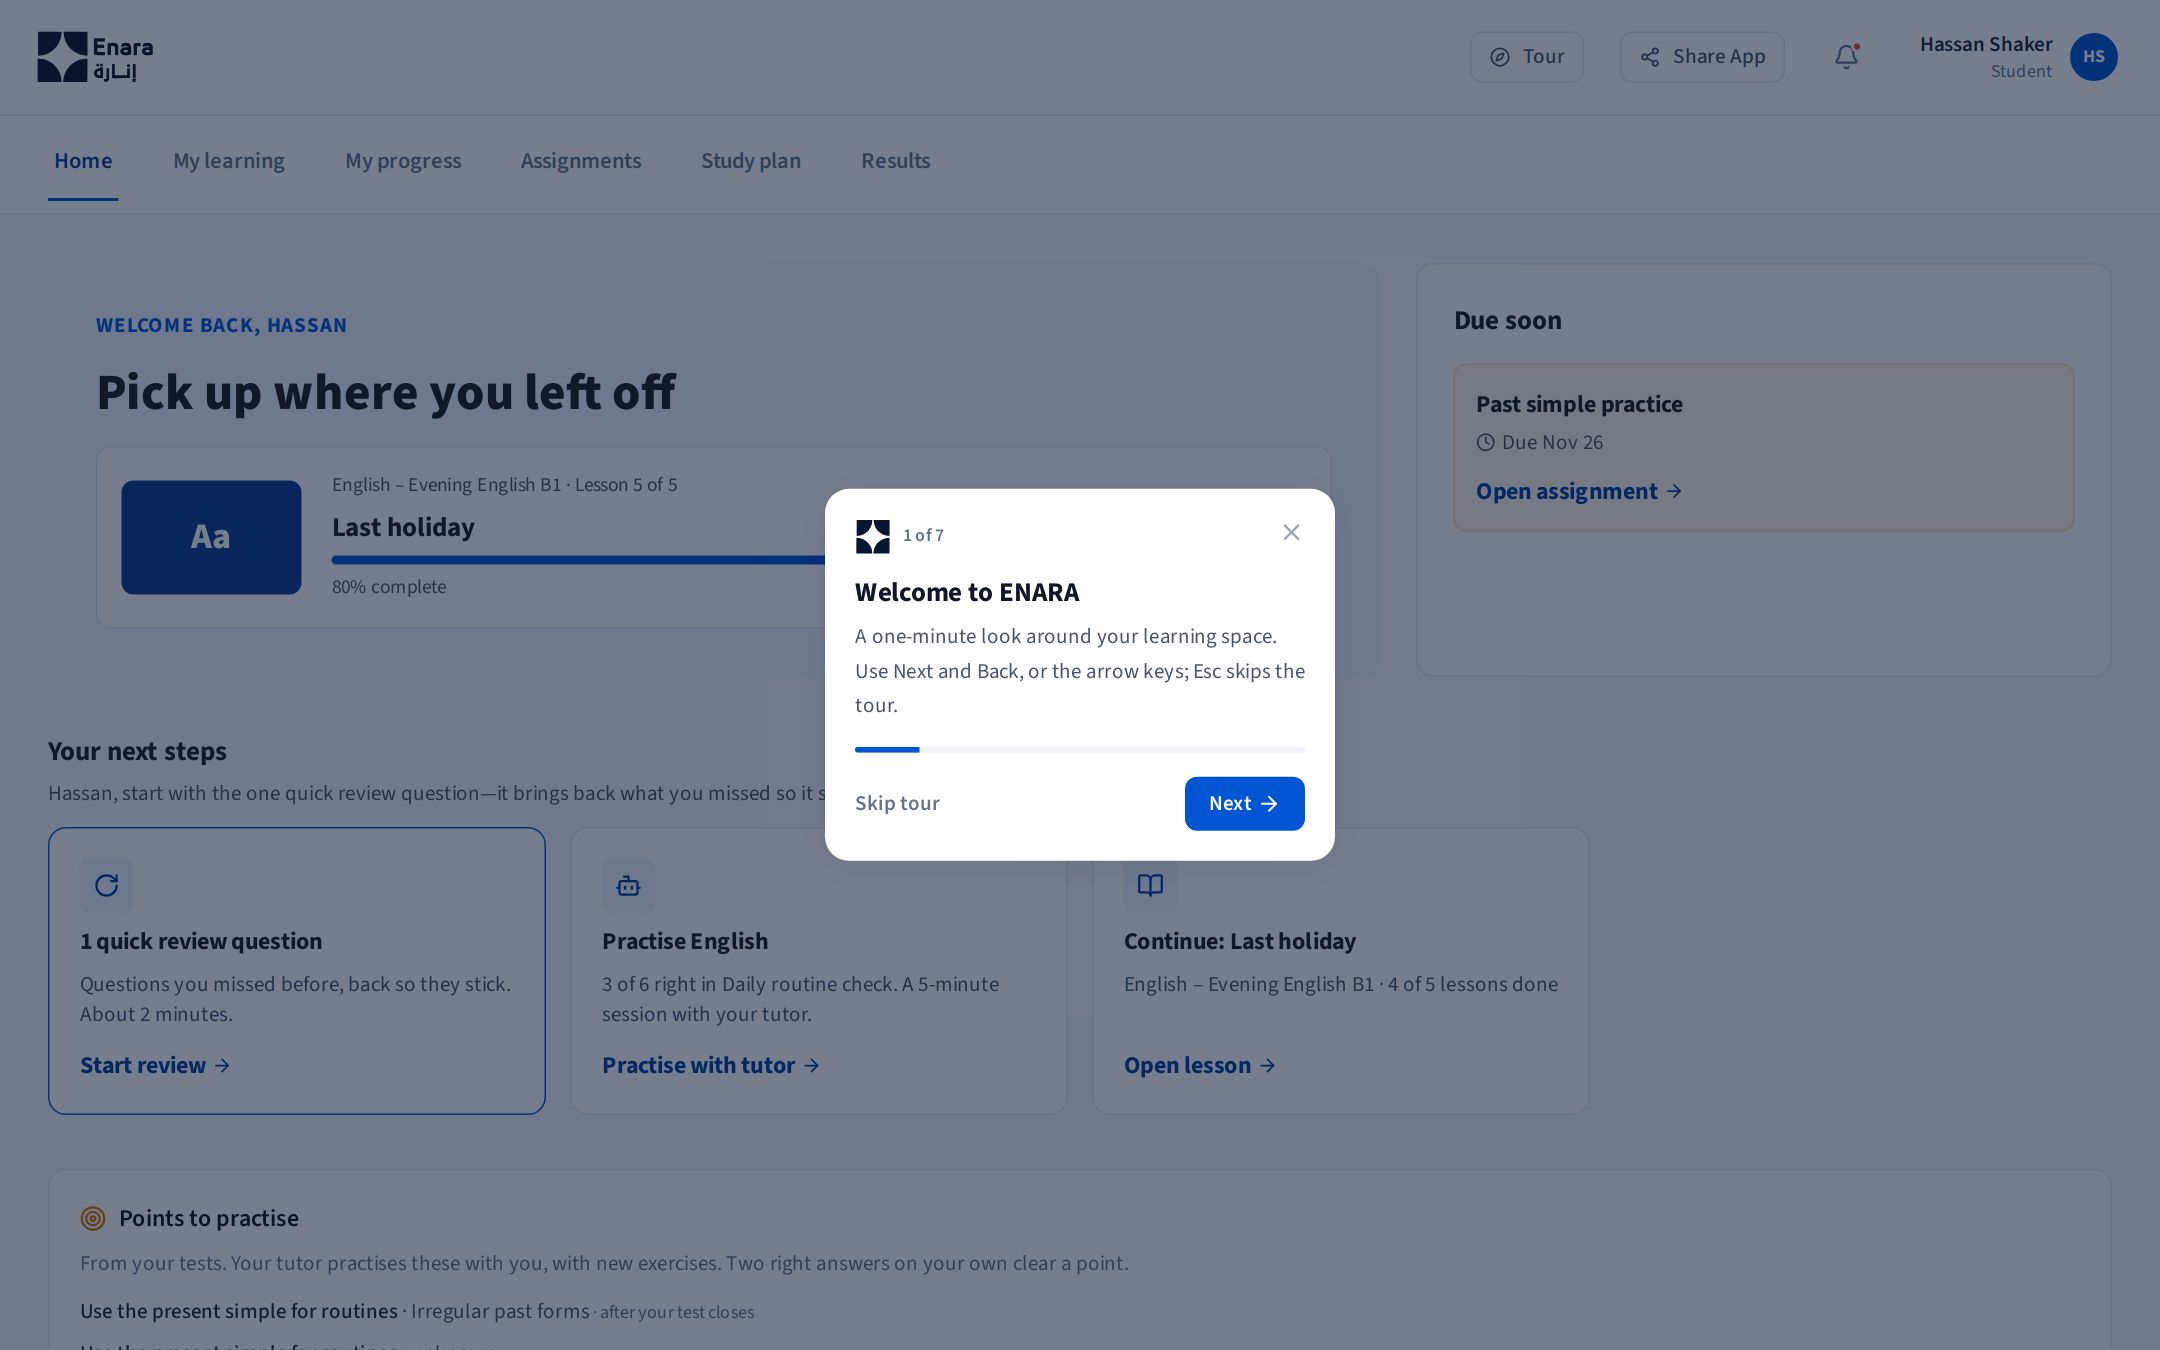 Enara
إنارة
Tour
Share App
Hassan Shaker
Student
HS
Home
My learning
My progress
Assignments
Study plan
Results
WELCOME BACK, HASSAN
Pick up where you left off
Aa
English – Evening English B1 · Lesson 5 of 5
Last holiday
80% complete
Due soon
Past simple practice
Due Nov 26
Open assignment
1 of 7
Welcome to ENARA
A one-minute look around your learning space.
Use Next and Back, or the arrow keys; Esc skips the
tour.
Skip tour
Next
Your next steps
Hassan, start with the one quick review question—it brings back what you missed so it
1 quick review question
Questions you missed before, back so they stick.
About 2 minutes.
Start review
Practise English
3 of 6 right in Daily routine check. A 5-minute
session with your tutor.
Practise with tutor
Continue: Last holiday
English – Evening English B1 · 4 of 5 lessons done
Open lesson
Points to practise
From your tests. Your tutor practises these with you, with new exercises. Two right answers on your own clear a point.
Use the present simple for routines · Irregular past forms · after your test closes